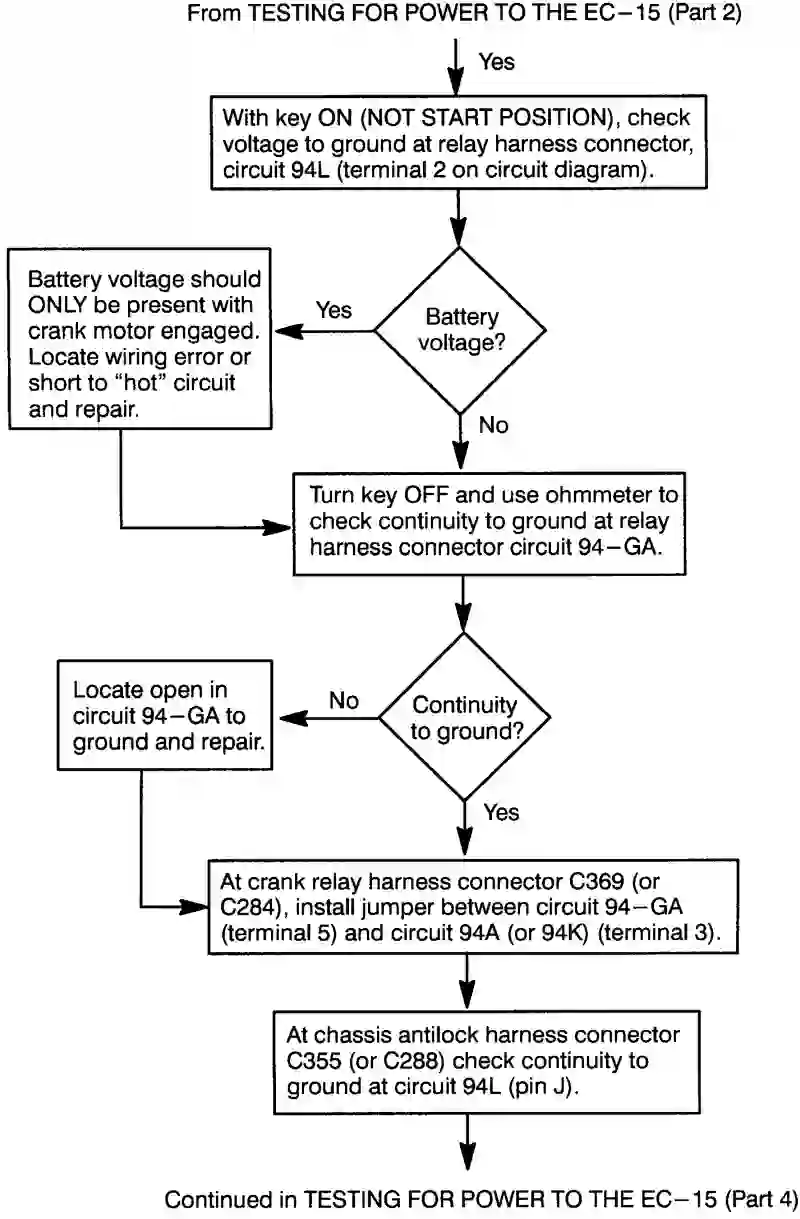 From TESTING FOR POWER TO THE EC−15 (Part 2)
Yes
With key ON (NOT START POSITION), check
voltage to ground at relay harness connector,
circuit 94L (terminal 2 on circuit diagram).
Battery voltage should
ONLY be present with
crank motor engaged.
Locate wiring error or
short to “hot” circuit
and repair.
Yes
Battery
voltage?
No
Turn key OFF and use ohmmeter to
check continuity to ground at relay
harness connector circuit 94−GA.
Locate open in
circuit 94−GA to
ground and repair.
No
Continuity
to ground?
Yes
At crank relay harness connector C369 (or
C284), install jumper between circuit 94−GA
(terminal 5) and circuit 94A (or 94K) (terminal 3).
At chassis antilock harness connector
C355 (or C288) check continuity to
ground at circuit 94L (pin J).
Continued in TESTING FOR POWER TO THE EC−15 (Part 4)